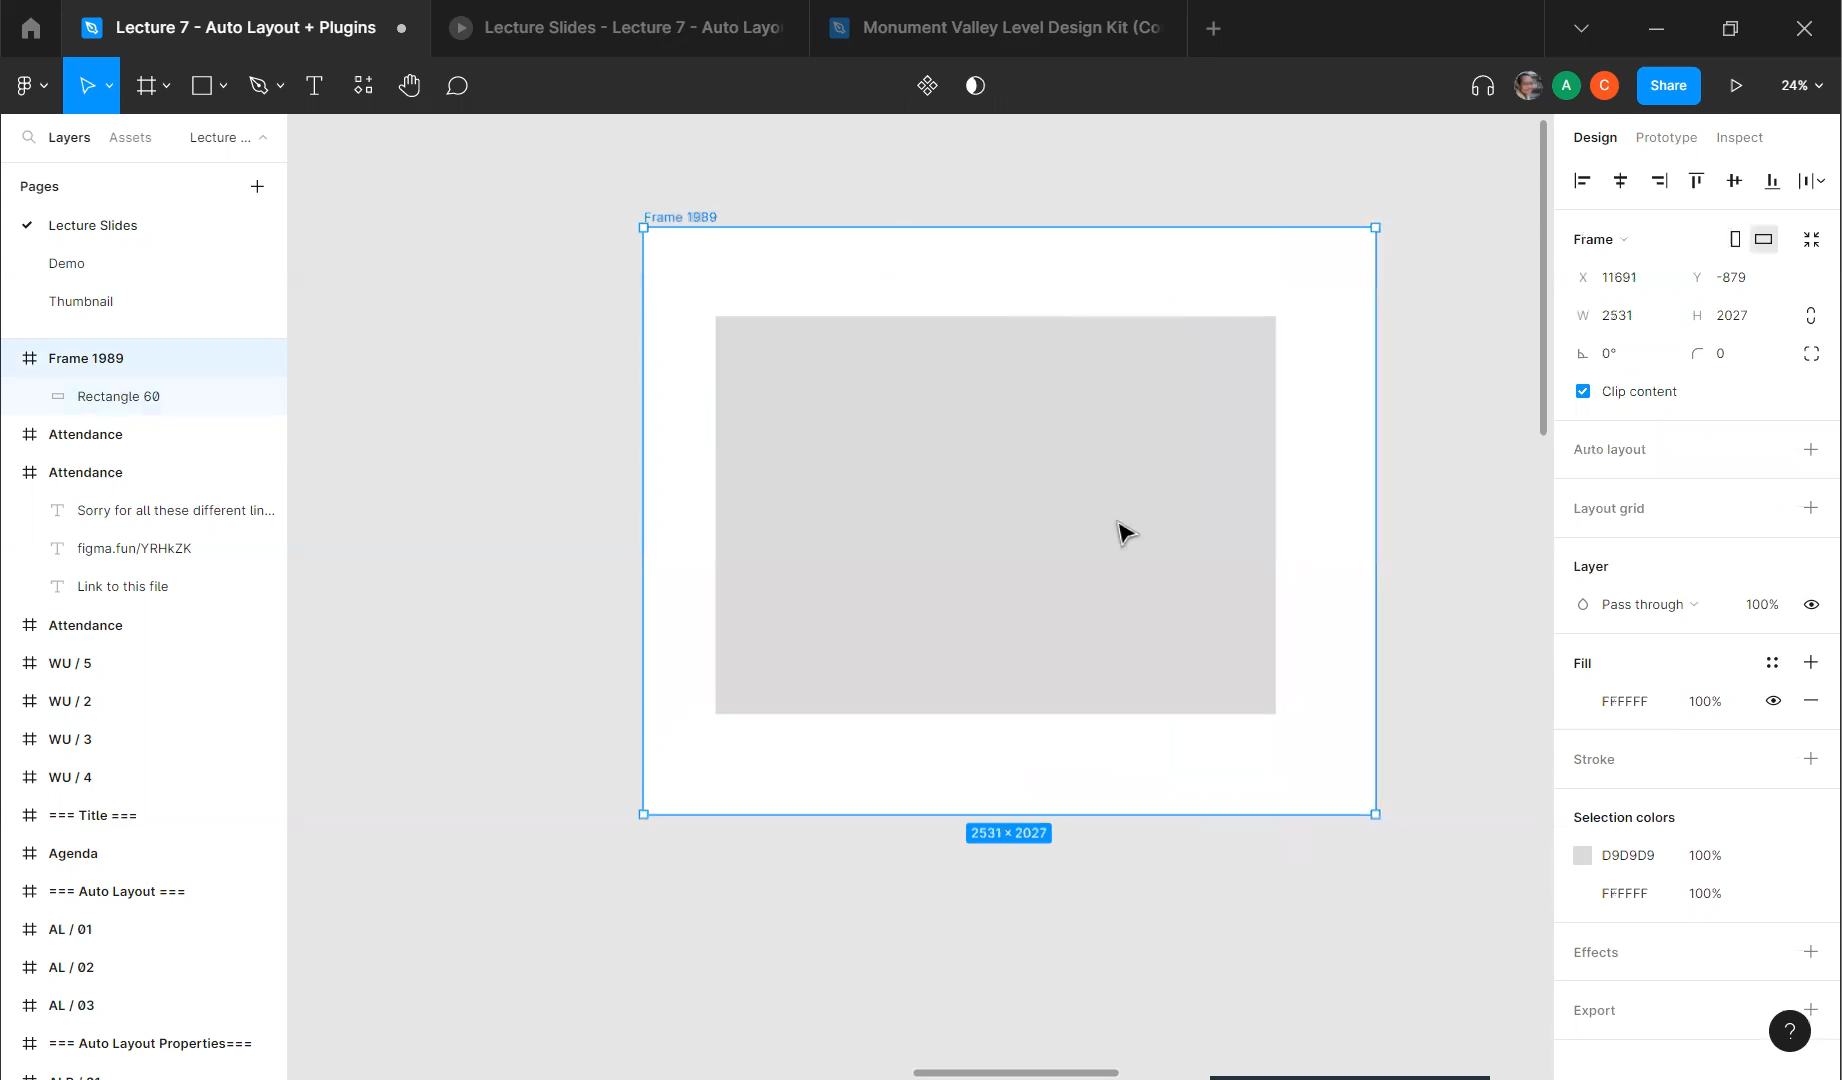 Lecture 7 - Auto Layout + Plugins
Lecture Slides - Lecture 7 - Auto Layo
Monument Valley Level Design Kit (Co
A
C
Share
24%
Layers
Assets
Lecture ...
Pages
Lecture Slides
Demo
Thumbnail
Frame 1989
Rectangle 60
Attendance
Attendance
Sorry for all these different lin...
figma.fun/YRHkZK
Link to this file
Attendance
WU / 5
WU / 2
WU / 3
WU / 4
=== Title ===
Agenda
=== Auto Layout ===
AL / 01
AL / 02
AL / 03
=== Auto Layout Properties===
Frame 1989
2531 × 2027
Design
Prototype
Inspect
Frame
X 11691 Y -879
W 2531 H 2027
0° 0
Clip content
Auto layout
Layout grid
Layer
Pass through 100%
Fill
FFFFFF 100%
Stroke
Selection colors
D9D9D9 100%
FFFFFF 100%
Effects
Export
?